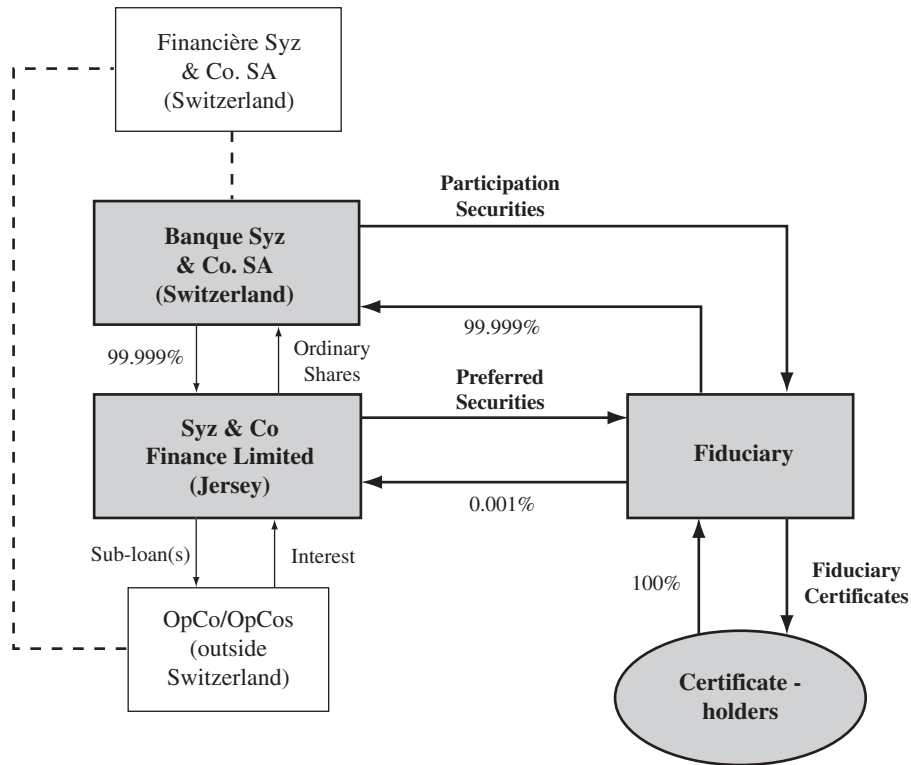 Financière Syz
& Co. SA
(Switzerland)
Participation
Securities
Banque Syz
& Co. SA
(Switzerland)
99.999%
99.999%
Ordinary
Shares
Preferred
Securities
Syz & Co
Finance Limited
(Jersey)
Fiduciary
0.001%
Sub-loan(s)
Interest
100%
Fiduciary
Certificates
OpCo/OpCos
(outside
Switzerland)
Certificate -
holders